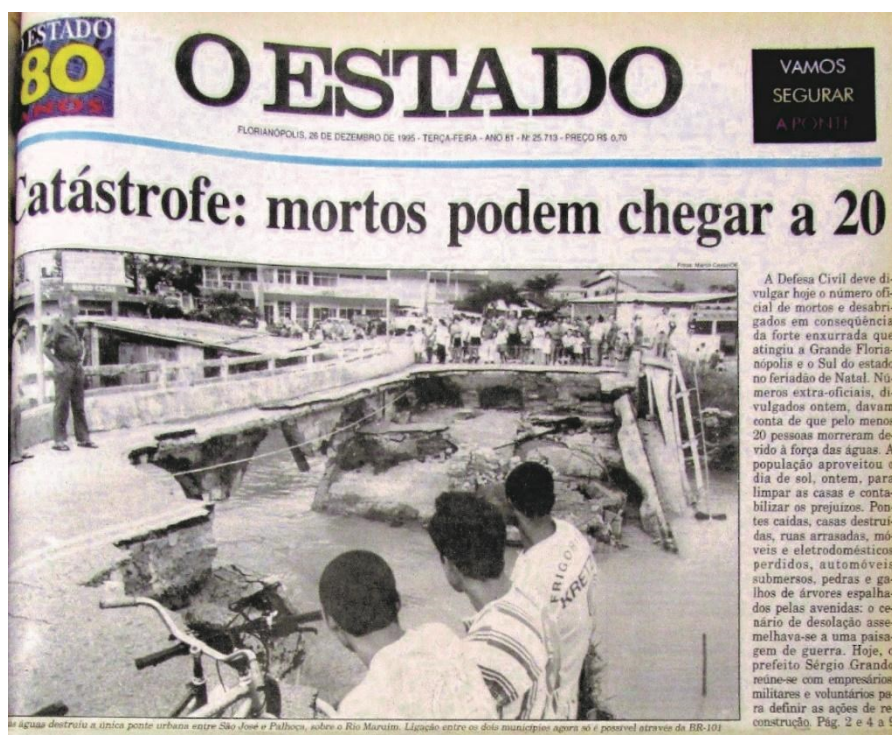 O ESTADO
80
ANOS
O ESTADO
VAMOS
SEGURAR
A PONTE
FLORIANÓPOLIS, 26 DE DEZEMBRO DE 1995 - TERÇA-FEIRA - ANO 81 - Nº 25.713 - PREÇO R$ 0,70
Catástrofe: mortos podem chegar a 20
A Defesa Civil deve di-
vulgar hoje o número ofi-
cial de mortos e desabri-
gados em conseqüência
da forte enxurrada que
atingiu a Grande Floria-
nópolis e o Sul do estado
no feriadão de Natal. Nú-
meros extra-oficiais, di-
vulgados ontem, davam
conta de que pelo menos
20 pessoas morreram de-
vido à força das águas. A
população aproveitou o
dia de sol, ontem, para
limpar as casas e conta-
bilizar os prejuízos. Pon-
tes caídas, casas destruí-
das, ruas arrasadas, mó-
veis e eletrodomésticos
perdidos, automóveis
submersos, pedras e ga-
lhos de árvores espalha-
dos pelas avenidas: o ce-
nário de desolação asse-
melhava-se a uma paisa-
gem de guerra. Hoje, o
prefeito Sérgio Grando
reúne-se com empresários,
militares e voluntários pa-
ra definir as ações de re-
construção. Pág. 2 e 4 a
FRIGOR
KRETZ
às águas destruiu a única ponte urbana entre São José e Palhoça, sobre o Rio Maruim. Ligação entre os dois municípios agora só é possível através da BR-101